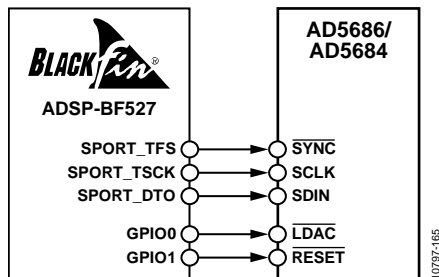 BLACKfin®
ADSP-BF527
AD5686/
AD5684
SPORT_TFS
SYNC
SPORT_TSCK
SCLK
SPORT_DTO
SDIN
GPIO0
LDAC
GPIO1
RESET
10797-165